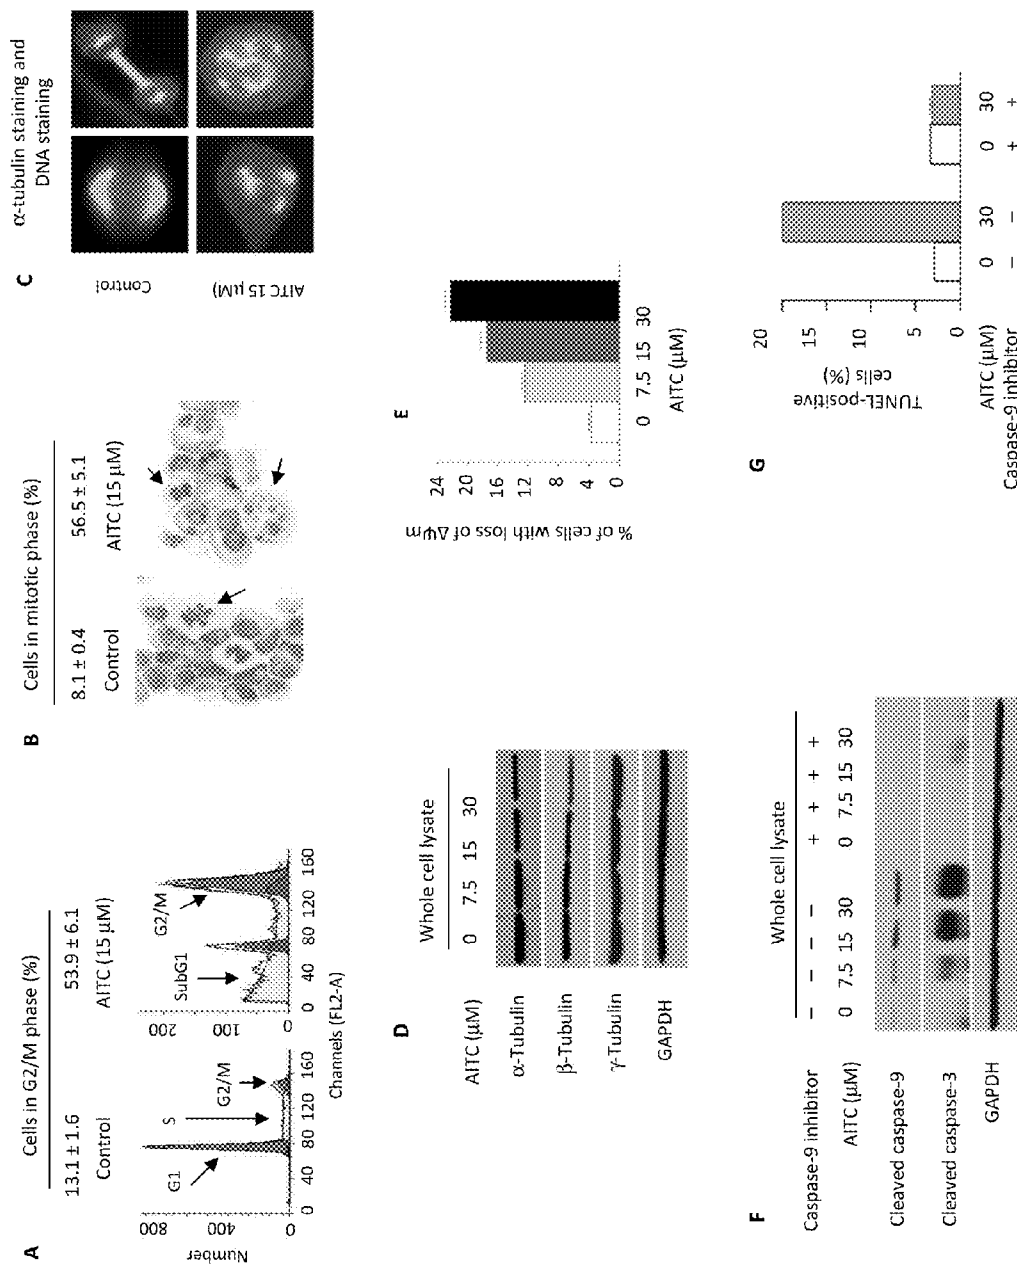 A
Cells in G2/M phase (%)
13.1 ± 1.6
53.9 ± 6.1
Control
AITC (15 μM)
Number
800
400
0
G1
S
G2/M
0 40 80 120 160
200
100
0
SubG1
G2/M
0 40 80 120 160
Channels (FL2-A)
B
Cells in mitotic phase (%)
8.1 ± 0.4
56.5 ± 5.1
Control
AITC (15 μM)
C
α-tubulin staining and
DNA staining
Control
AITC 15 μM)
D
Whole cell lysate
AITC (μM)
0 7.5 15 30
α-Tubulin
β-Tubulin
γ-Tubulin
GAPDH
E
% of cells with loss of ΔΨm
24
20
16
12
8
4
0
0 7.5 15 30
AITC (μM)
F
Whole cell lysate
Caspase-9 inhibitor
− − − − + + + +
AITC (μM)
0 7.5 15 30 0 7.5 15 30
Cleaved caspase-9
Cleaved caspase-3
GAPDH
G
TUNEL-positive
cells (%)
20
15
10
5
0
AITC (μM)
0 30 0 30
Caspase-9 inhibitor
− − + +